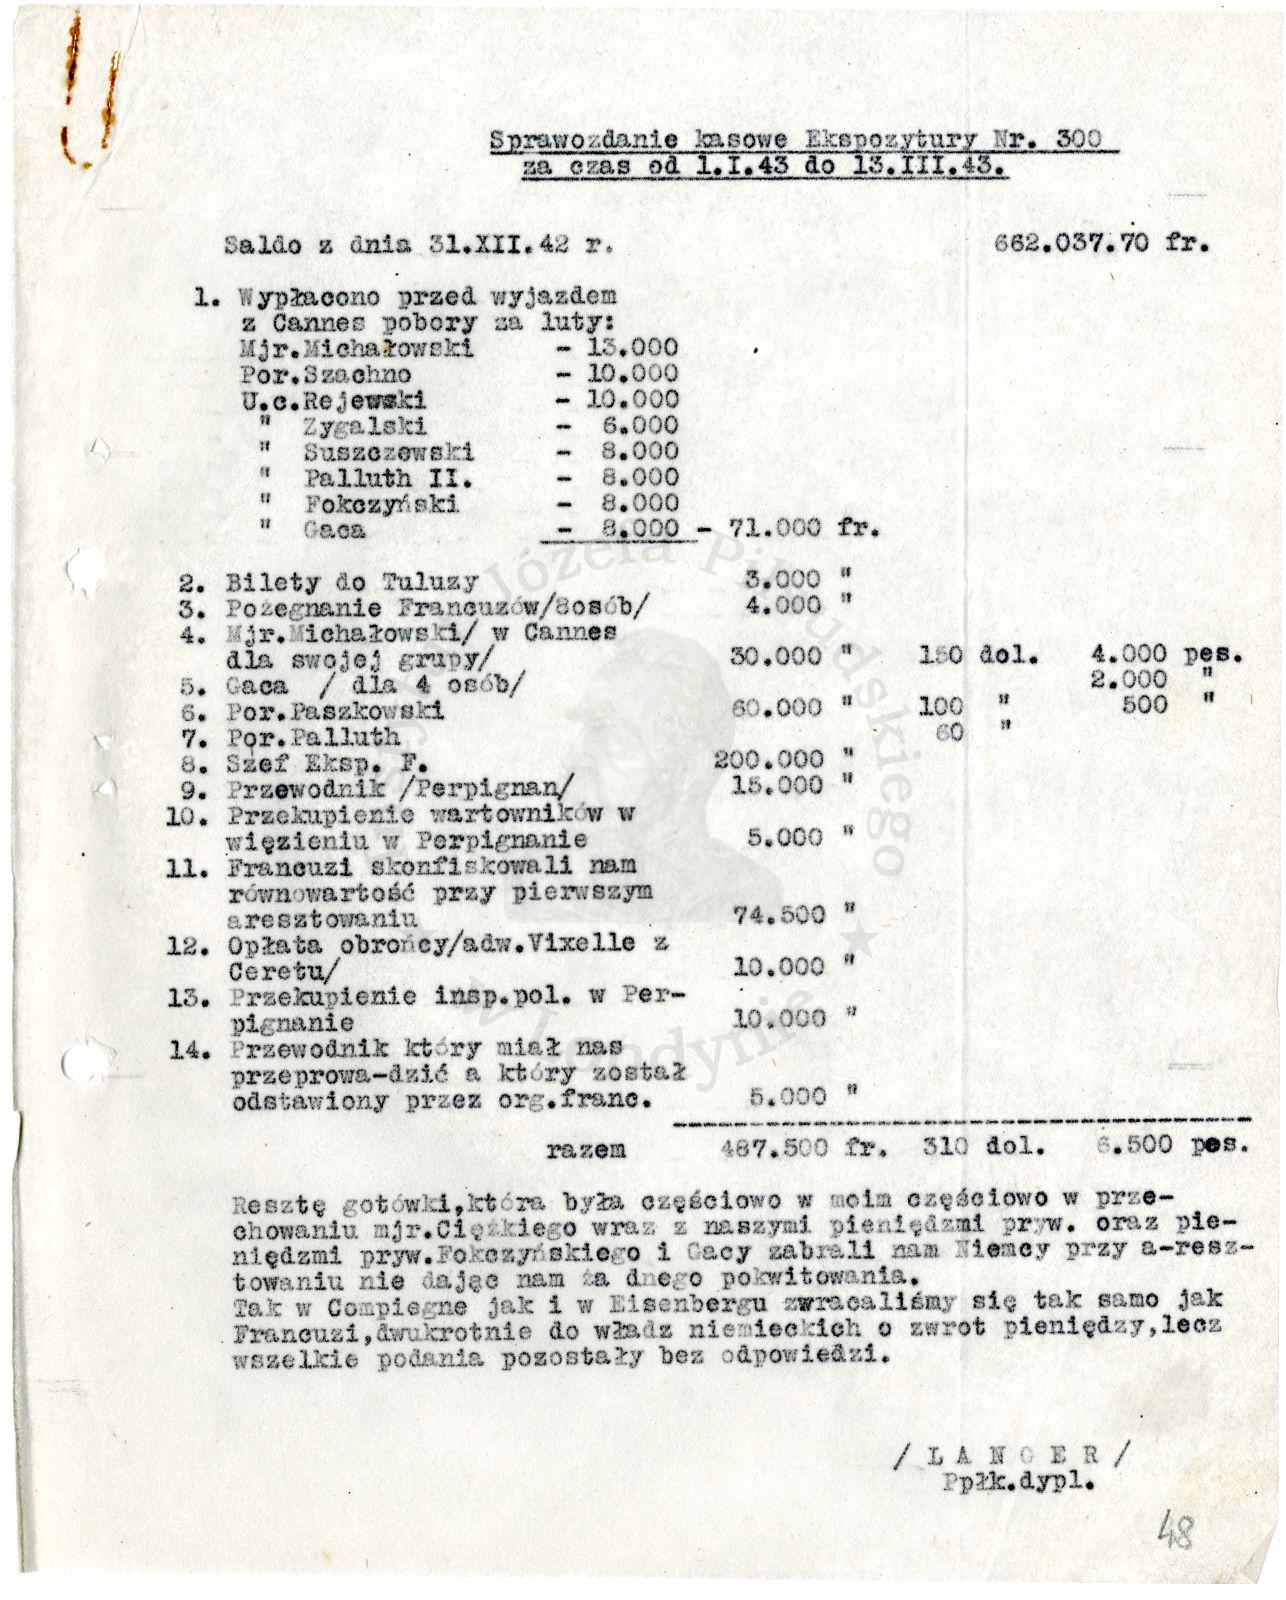 Sprawozdanie kasowe Ekspozytury Nr. 300
za czas od 1.I.43 do 13.III.43.
Saldo z dnia 31.XII.42 r. 662.037.70 fr.
1. Wypłacono przed wyjazdem
z Cannes pobory za luty:
Mjr.Michałowski - 13.000
Por.Szachno - 10.000
U.c.Rejewski - 10.000
" Zygalski - 6.000
" Suszczewski - 8.000
" Palluth II. - 8.000
" Fokczyński - 8.000
" Gaca - 8.000 - 71.000 fr.
2. Bilety do Tuluzy 3.000 "
3. Pożegnanie Francuzów/8osób/ 4.000 "
4. Mjr.Michałowski/ w Cannes
dla swojej grupy/ 30.000 " 150 dol. 4.000 pes.
5. Gaca / dla 4 osób/ 2.000 "
6. Por.Paszkowski 60.000 " 100 " 500 "
7. Por.Palluth 60 "
8. Szef Eksp. F. 200.000 "
9. Przewodnik /Perpignan/ 15.000 "
10. Przekupienie wartowników w
więzieniu w Perpignanie 5.000 "
11. Francuzi skonfiskowali nam
równowartość przy pierwszym
aresztowaniu 74.500 "
12. Opłata obrońcy/adw.Vixelle z
Ceretu/ 10.000 "
13. Przekupienie insp.pol. w Per-
pignanie 10.000 "
14. Przewodnik który miał nas
przeprowa-dzić a który został
odstawiony przez org.franc. 5.000 "
razem 487.500 fr. 310 dol. 6.500 pes.
Resztę gotówki,która była częściowo w moim częściowo w prze-
chowaniu mjr.Ciężkiego wraz z naszymi pieniędzmi pryw. oraz pie-
niędzmi pryw.Fokczyńskiego i Gacy zabrali nam Niemcy przy a-resz-
towaniu nie dając nam ża dnego pokwitowania.
Tak w Compiegne jak i w Eisenbergu zwracaliśmy się tak samo jak
Francuzi,dwukrotnie do władz niemieckich o zwrot pieniędzy,lecz
wszelkie podania pozostały bez odpowiedzi.
/ L A N G E R /
Ppłk.dypl.
48